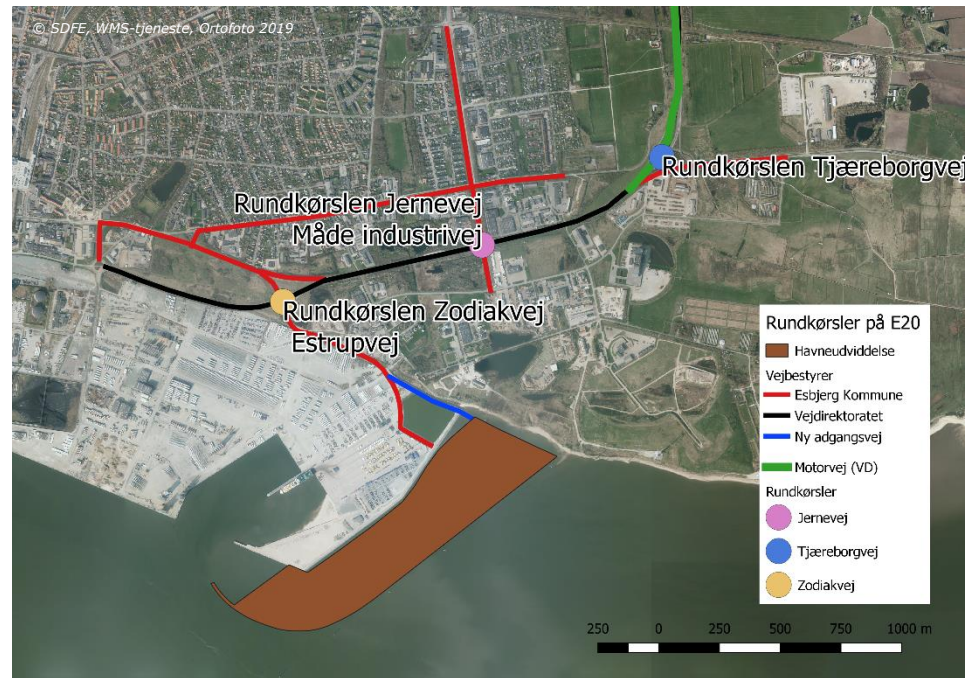 © SDFE, WMS-tjeneste, Ortofoto 2019
Rundkørslen Tjæreborgvej
Rundkørslen Jernevej
Måde industrivej
Rundkørslen Zodiakvej
Estrupvej
Rundkørsler på E20
Havneudviddelse
Vejbestyrer
Esbjerg Kommune
Vejdirektoratet
Ny adgangsvej
Motorvej (VD)
Rundkørsler
Jernevej
Tjæreborgvej
Zodiakvej
250 0 250 500 750 1000 m